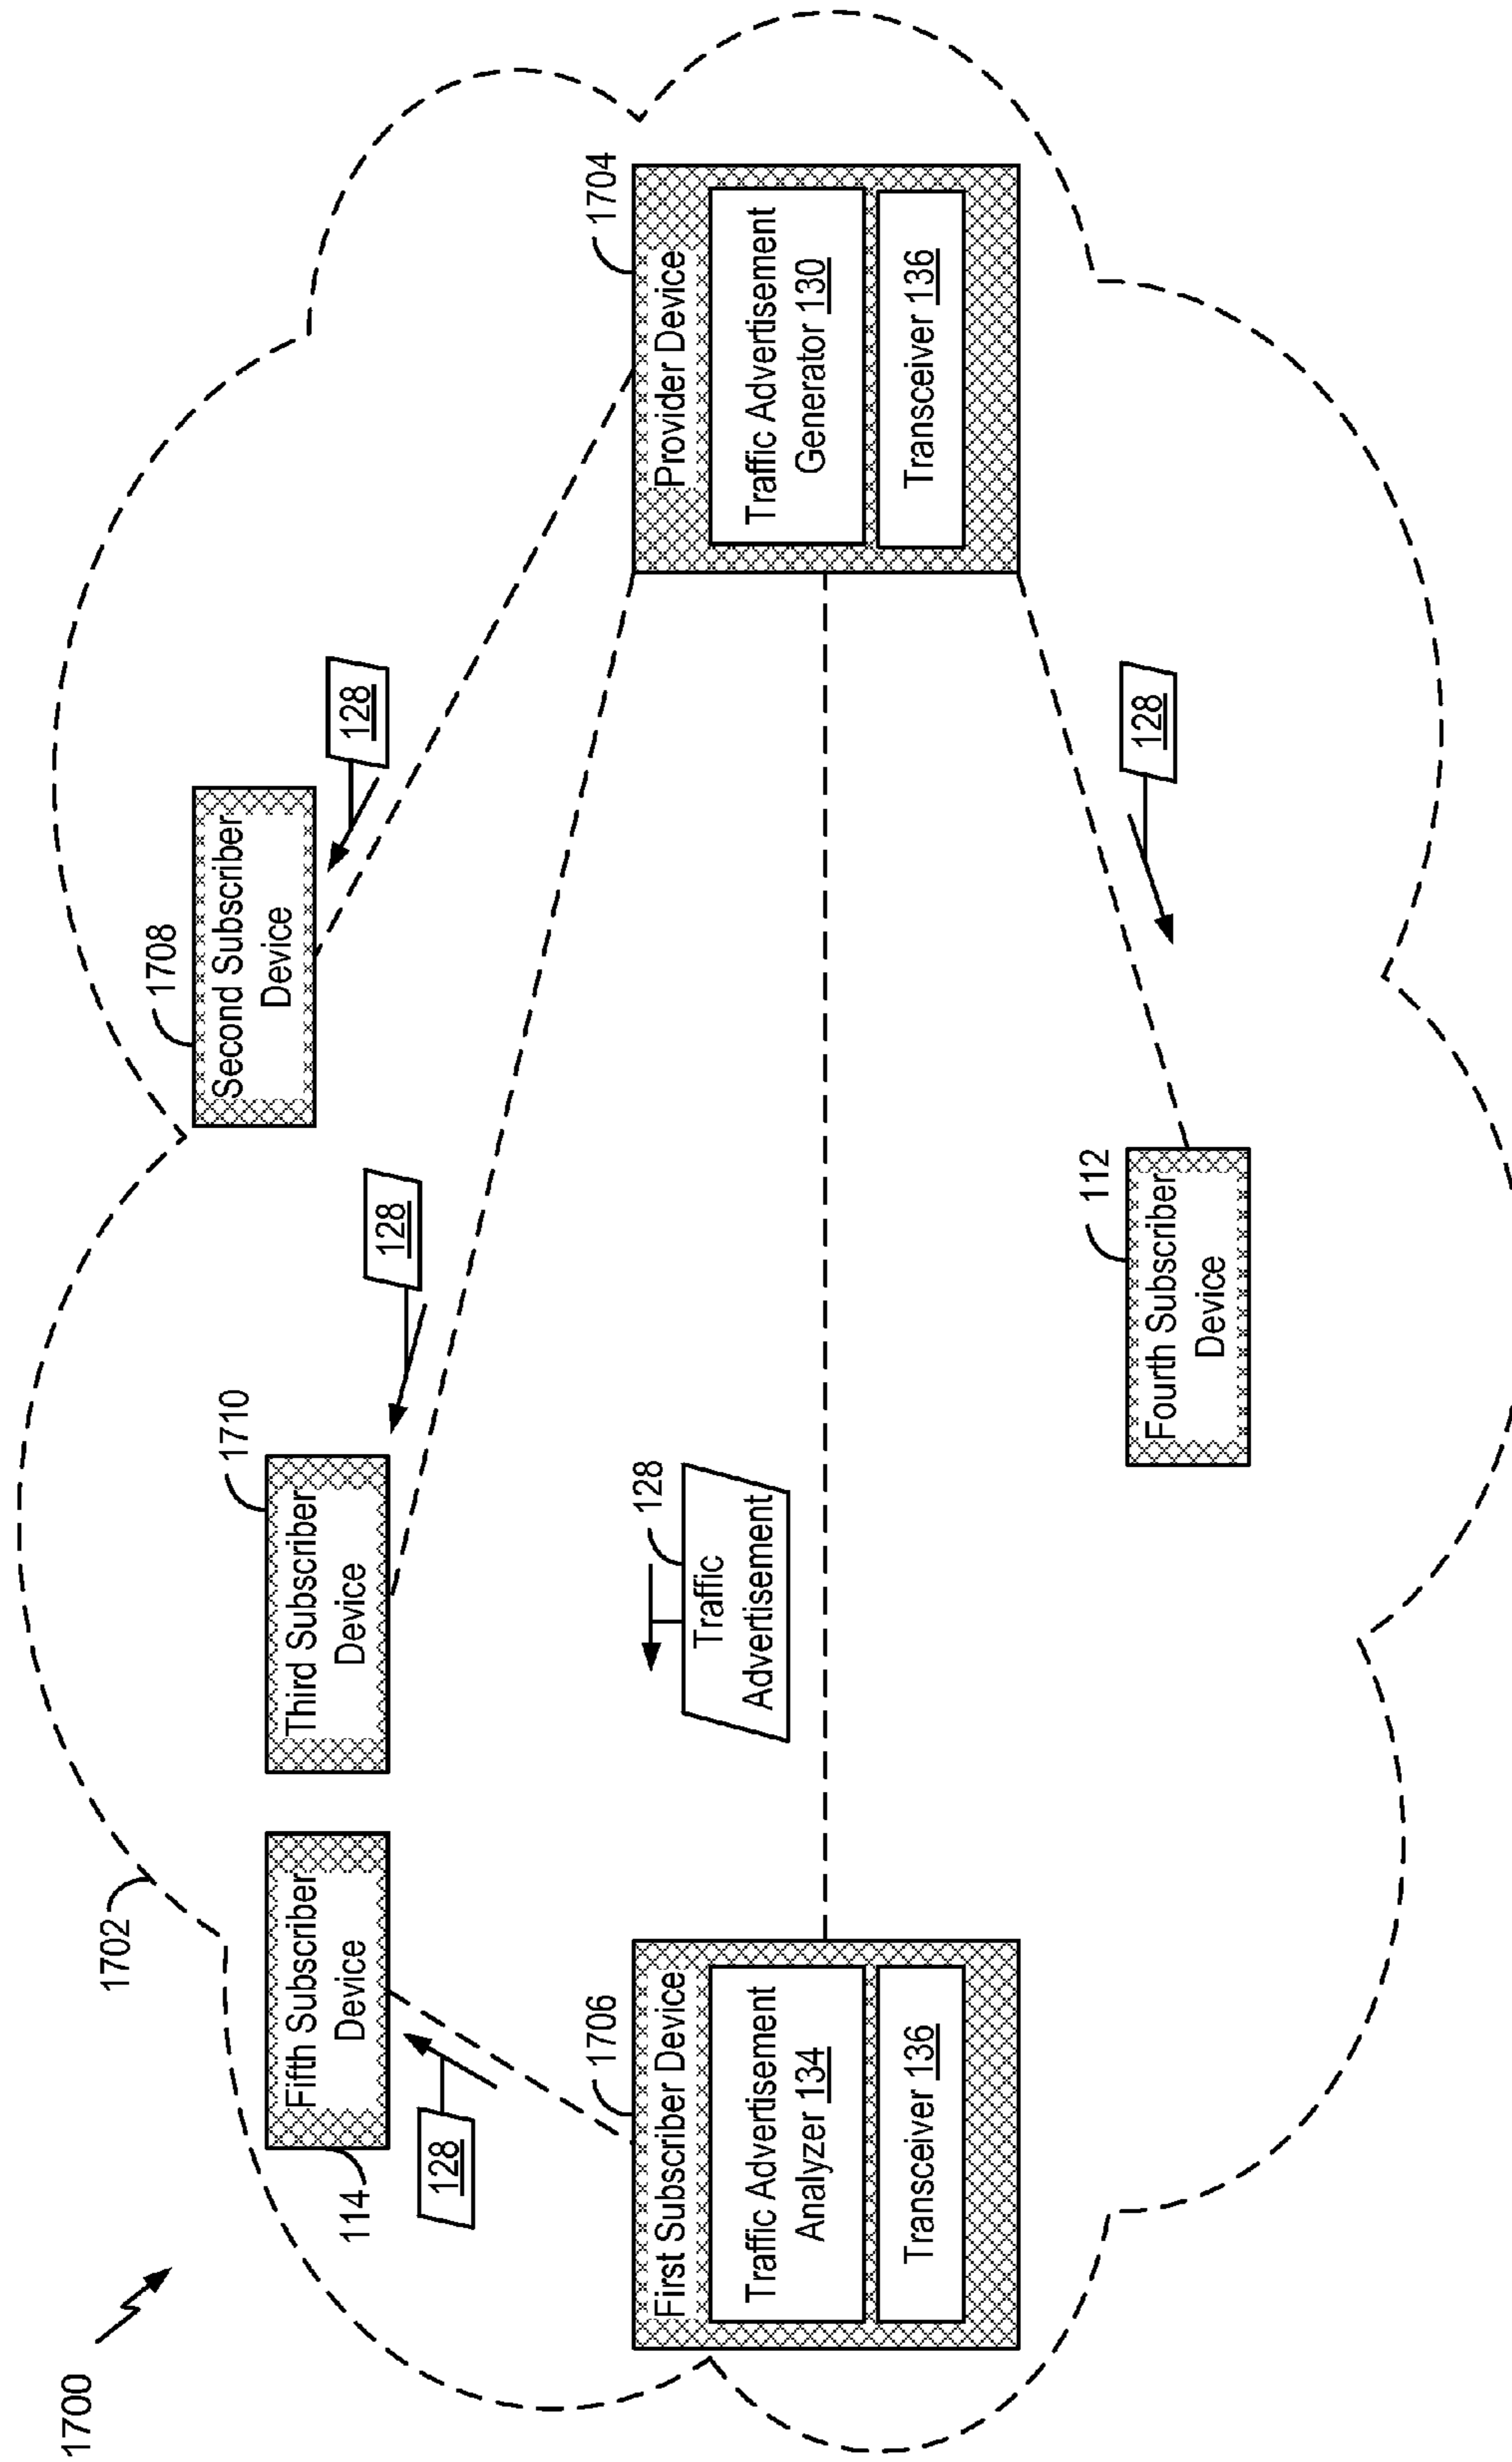 1700
1702
114
Fifth Subscriber
Device
128
1710
Third Subscriber
Device
128
1708
Second Subscriber
Device
128
1706
First Subscriber Device
Traffic Advertisement
Analyzer 134
Transceiver 136
128
Traffic
Advertisement
1704
Provider Device
Traffic Advertisement
Generator 130
Transceiver 136
112
Fourth Subscriber
Device
128